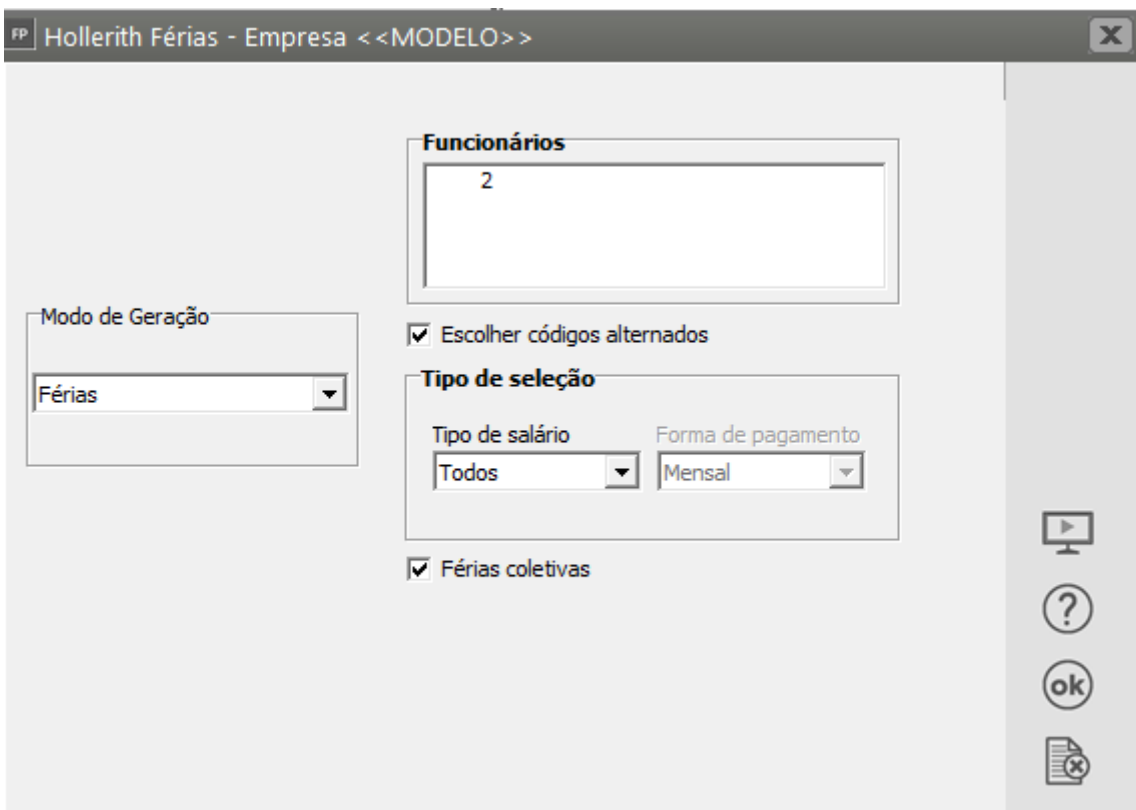 FP Hollerith Férias - Empresa <<MODELO>>
Funcionários
2
Modo de Geração
Férias
Escolher códigos alternados
Tipo de seleção
Tipo de salário Forma de pagamento
Todos Mensal
Férias coletivas
?
ok